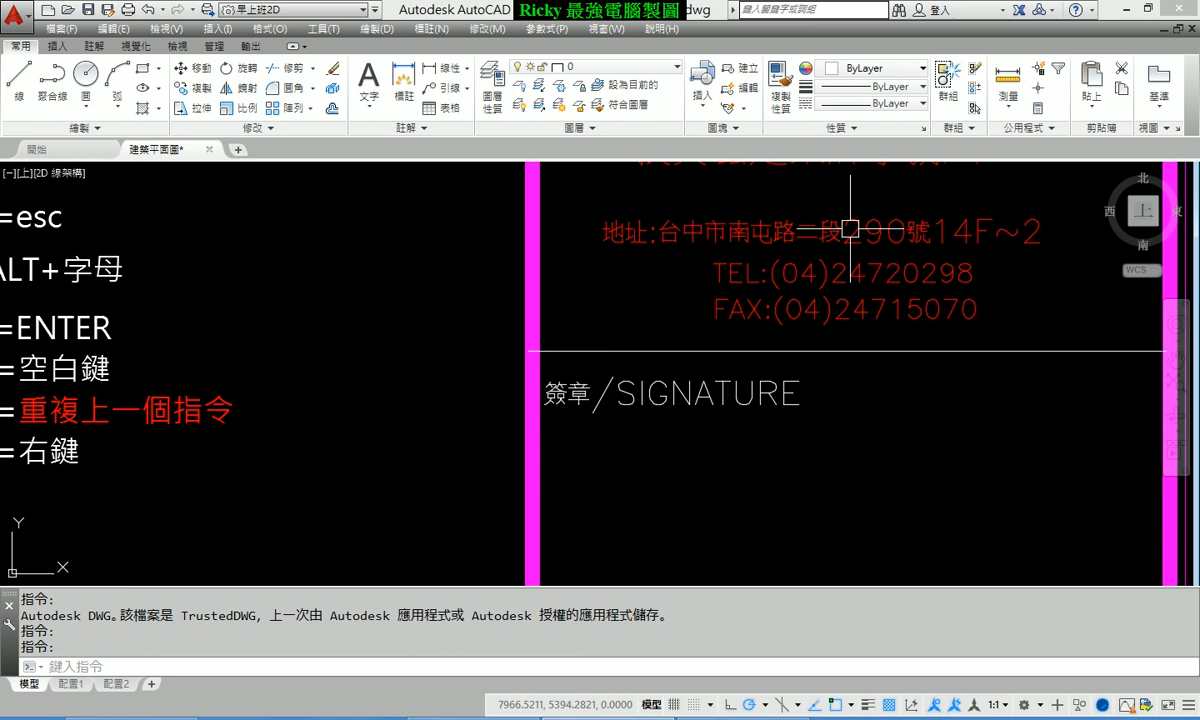 Autodesk AutoCAD Ricky 最強電腦製圖 dwg
鍵入關鍵字或詞組
登入
早上班2D
檔案(F) 編輯(E) 檢視(V) 插入(I) 格式(O) 工具(T) 繪製(D) 標註(N) 修改(M) 參數式(P) 視窗(W) 說明(H)
常用 插入 註解 視覺化 檢視 管理 輸出
線 聚合線 圓 弧
移動 旋轉 修剪
複製 鏡射 圓角
拉伸 比例 陣列
文字 標註
線性
引線
表格
圖層性質
0
設為目前的
符合圖層
插入
建立
編輯
複製性質
ByLayer
ByLayer
ByLayer
群組 測量 貼上 基準
繪製 修改 註解 圖層 圖塊 性質 群組 公用程式 剪貼簿 視圖
開始 建築平面圖*
[−][上][2D 線架構]
=esc
ALT+字母
=ENTER
=空白鍵
=重複上一個指令
=右鍵
地址:台中市南屯路二段290號14F~2
TEL:(04)24720298
FAX:(04)24715070
簽章/SIGNATURE
北
西 上 東
南
WCS
Y
X
指令:
Autodesk DWG。該檔案是 TrustedDWG, 上一次由 Autodesk 應用程式或 Autodesk 授權的應用程式儲存。
指令:
指令:
鍵入指令
模型 配置1 配置2
7966.5211, 5394.2821, 0.0000 模型 1:1